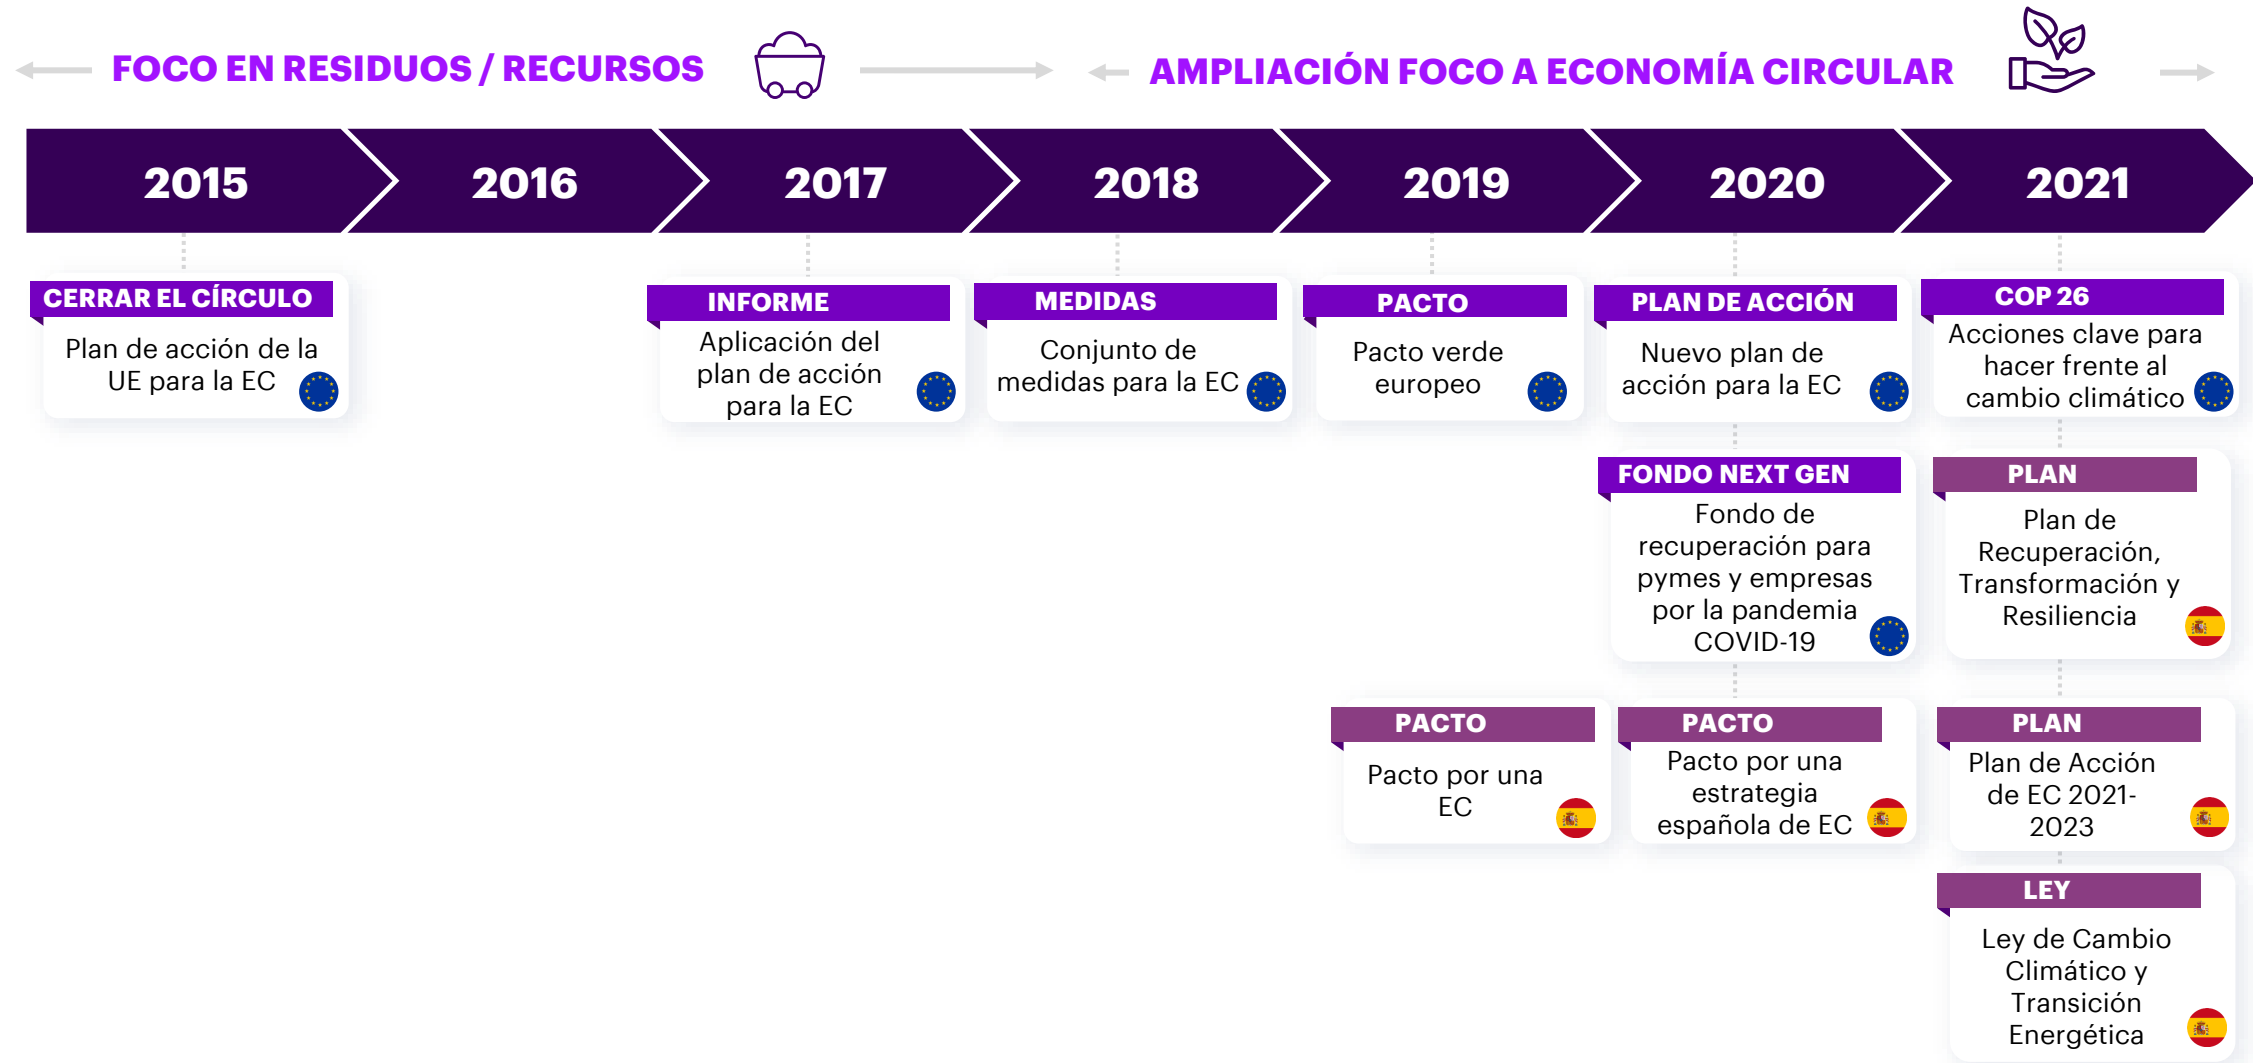 FOCO EN RESIDUOS / RECURSOS
AMPLIACIÓN FOCO A ECONOMÍA CIRCULAR
2015
2016
2017
2018
2019
2020
2021
CERRAR EL CÍRCULO
Plan de acción de la
UE para la EC
INFORME
Aplicación del
plan de acción
para la EC
MEDIDAS
Conjunto de
medidas para la EC
PACTO
Pacto verde
europeo
PLAN DE ACCIÓN
Nuevo plan de
acción para la EC
COP 26
Acciones clave para
hacer frente al
cambio climático
FONDO NEXT GEN
Fondo de
recuperación para
pymes y empresas
por la pandemia
COVID-19
PLAN
Plan de
Recuperación,
Transformación y
Resiliencia
PACTO
Pacto por una
EC
PACTO
Pacto por una
estrategia
española de EC
PLAN
Plan de Acción
de EC 2021-
2023
LEY
Ley de Cambio
Climático y
Transición
Energética